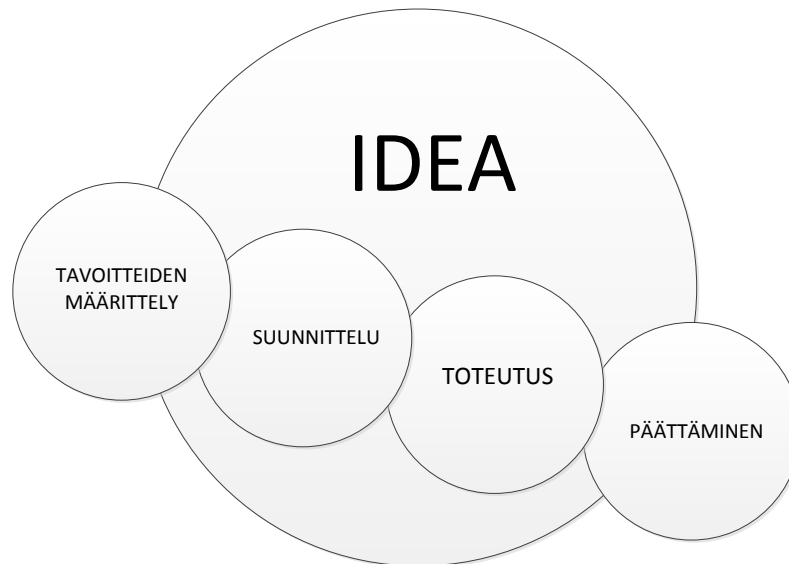 IDEA
TAVOITTEIDEN
MÄÄRITTELY
SUUNNITTELU
TOTEUTUS
PÄÄTTÄMINEN